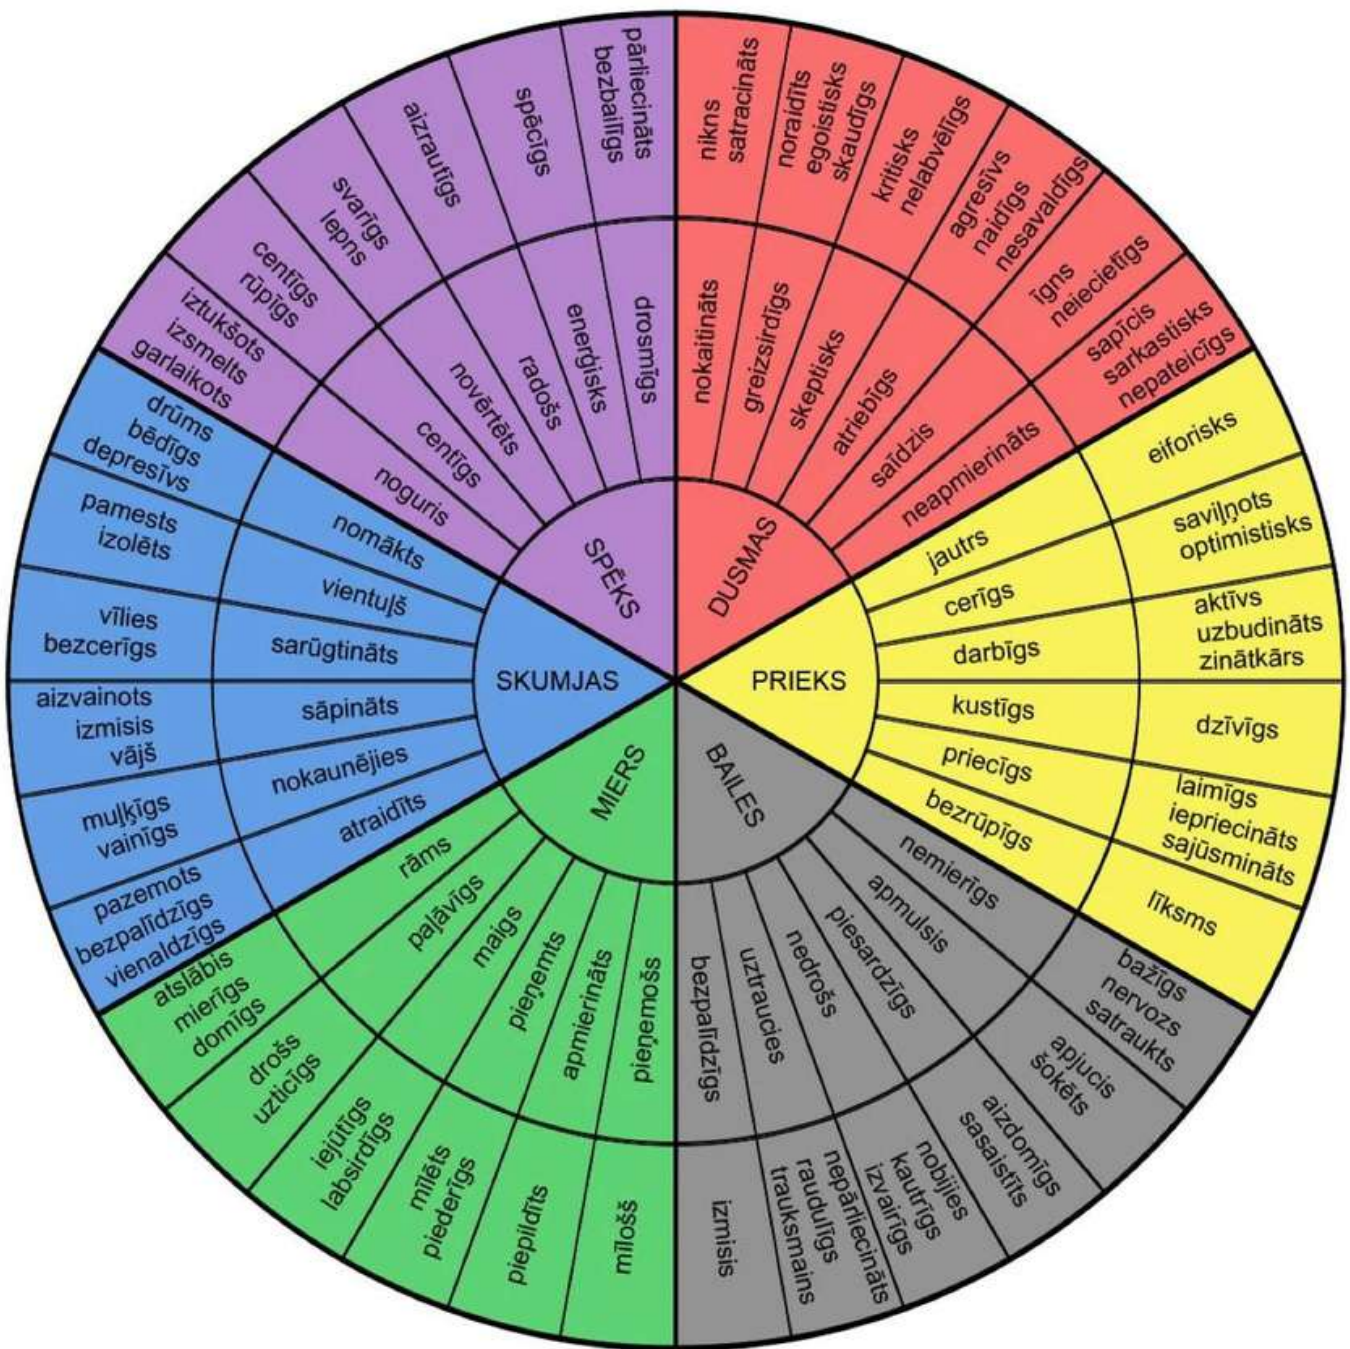 DUSMAS
nokaitināts
nikns
satracināts
greizsirdīgs
noraidīts
egoistisks
skaudīgs
skeptisks
kritisks
nelabvēlīgs
atriebīgs
agresīvs
naidīgs
nesavaldīgs
saīdzis
īgns
neiecietīgs
neapmierināts
sapīcis
sarkastisks
nepateicīgs
PRIEKS
jautrs
eiforisks
cerīgs
saviļņots
optimistisks
darbīgs
aktīvs
uzbudināts
zinātkārs
kustīgs
dzīvīgs
priecīgs
laimīgs
iepriecināts
sajūsmināts
bezrūpīgs
līksms
BAILES
nemierīgs
bažīgs
nervozs
satraukts
apmulsis
apjucis
šokēts
piesardzīgs
aizdomīgs
sasaistīts
nedrošs
nobijies
kautrīgs
izvairīgs
uztraucies
nepārliecināts
raudulīgs
trauksmains
bezpalīdzīgs
izmisis
MIERS
pieņemošs
mīlošš
apmierināts
piepildīts
pieņemts
mīlēts
piederīgs
maigs
iejūtīgs
labsirdīgs
paļāvīgs
drošs
uzticīgs
rāms
atslābis
mierīgs
domīgs
SKUMJAS
atraidīts
pazemots
bezpalīdzīgs
vienaldzīgs
nokaunējies
muļķīgs
vainīgs
sāpināts
aizvainots
izmisis
vājš
sarūgtināts
vīlies
bezcerīgs
vientuļš
pamests
izolēts
nomākts
drūms
bēdīgs
depresīvs
SPĒKS
noguris
iztukšots
izsmelts
garlaikots
centīgs
centīgs
rūpīgs
novērtēts
svarīgs
lepns
radošs
aizrautīgs
enerģisks
spēcīgs
drosmīgs
pārliecināts
bezbailīgs